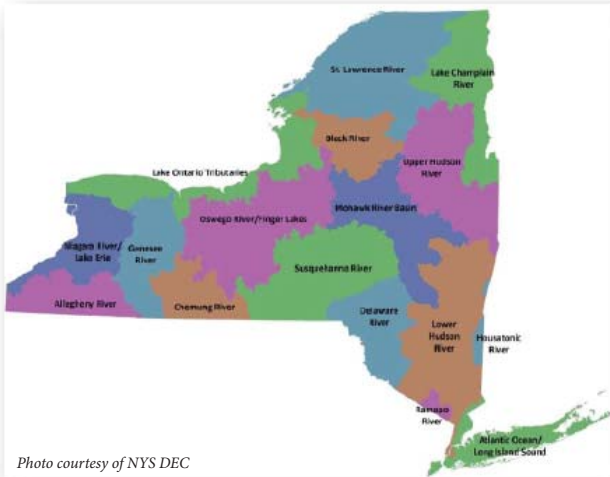 St. Lawrence River
Lake Champlain
River
Black River
Upper Hudson
River
Lake Ontario Tributaries
Oswego River/Finger Lakes
Mohawk River Basin
Niagara River/
Lake Erie
Genesee
River
Susquehanna River
Allegheny River
Chemung River
Delaware
River
Lower
Hudson
River
Housatonic
River
Ramapo
River
Atlantic Ocean/
Long Island Sound
Photo courtesy of NYS DEC